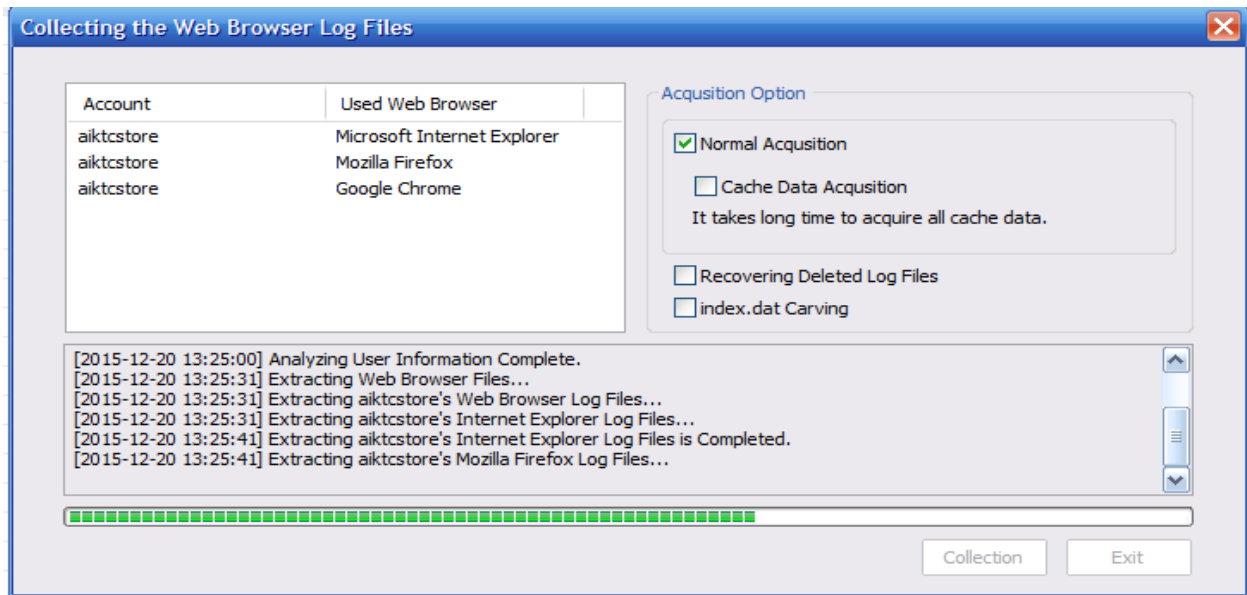 Collecting the Web Browser Log Files
Account Used Web Browser
aiktcstore Microsoft Internet Explorer
aiktcstore Mozilla Firefox
aiktcstore Google Chrome
Acqusition Option
Normal Acqusition
Cache Data Acqusition
It takes long time to acquire all cache data.
Recovering Deleted Log Files
index.dat Carving
[2015-12-20 13:25:00] Analyzing User Information Complete.
[2015-12-20 13:25:31] Extracting Web Browser Files...
[2015-12-20 13:25:31] Extracting aiktcstore's Web Browser Log Files...
[2015-12-20 13:25:31] Extracting aiktcstore's Internet Explorer Log Files...
[2015-12-20 13:25:41] Extracting aiktcstore's Internet Explorer Log Files is Completed.
[2015-12-20 13:25:41] Extracting aiktcstore's Mozilla Firefox Log Files...
Collection Exit